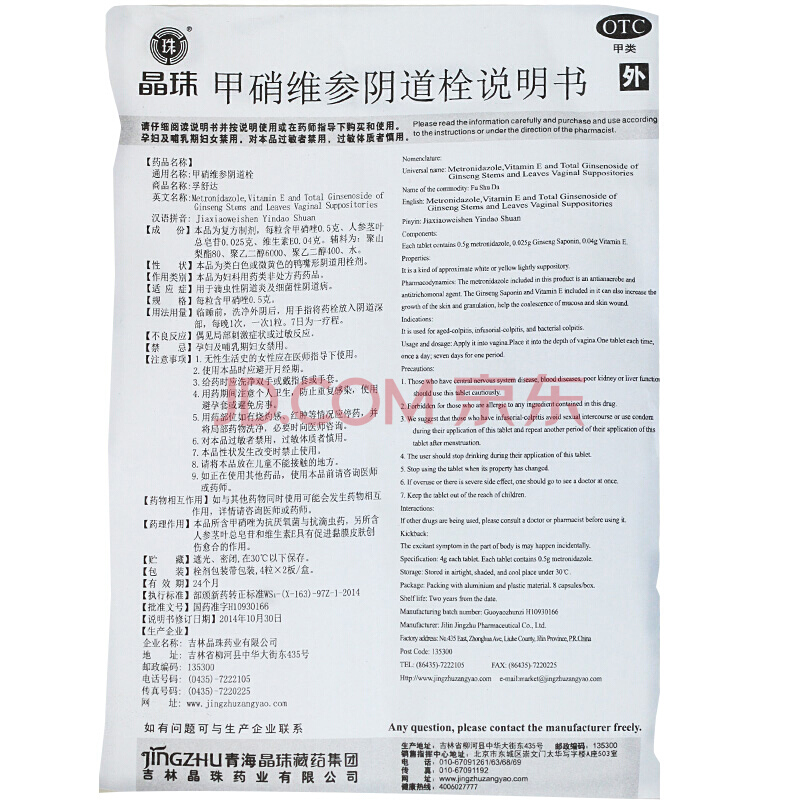 珠
®
晶珠
甲硝维参阴道栓说明书
OTC
甲类
外
请仔细阅读说明书并按说明使用或在药师指导下购买和使用。
孕妇及哺乳期妇女禁用，对本品过敏者禁用，过敏体质者慎用。
Please read the information carefully and purchase and use according
to the instructions or under the direction of the pharmacist.
【药品名称】
通用名称:甲硝维参阴道栓
商品名称:孚舒达
英文名称:Metronidazole,Vitamin E and Total Ginsenoside of
Ginseng Stems and Leaves Vaginal Suppositories
汉语拼音: Jiaxiaoweishen Yindao Shuan
【成 份】本品为复方制剂，每粒含甲硝唑0.5克、人参茎叶
总皂苷0.025克、维生素E0.04克。辅料为：聚山
梨酯80、聚乙二醇6000、聚乙二醇400、水。
【性 状】本品为类白色或微黄色的鸭嘴形阴道用栓剂。
【作用类别】本品为妇科用药类非处方药药品。
【适 应 症】用于滴虫性阴道炎及细菌性阴道病。
【规 格】每粒含甲硝唑0.5克。
【用法用量】临睡前，洗净外阴后，用手指将药栓放入阴道深
部，每晚1次，一次1粒。7日为一疗程。
【不良反应】偶见局部刺激症状或过敏反应。
【禁 忌】孕妇及哺乳期妇女禁用。
【注意事项】1.无性生活史的女性应在医师指导下使用。
2.使用本品时应避开月经期。
3.给药时应洗净双手或戴指套或手套。
4.用药期间注意个人卫生，防止重复感染，使用
避孕套或避免房事。
5.用药部位如有烧灼感、红肿等情况应停药，并
将局部药物洗净，必要时向医师咨询。
6.对本品过敏者禁用，过敏体质者慎用。
7.本品性状发生改变时禁止使用。
8.请将本品放在儿童不能接触的地方。
9.如正在使用其他药品，使用本品前请咨询医师
或药师。
【药物相互作用】如与其他药物同时使用可能会发生药物相互
作用，详情请咨询医师或药师。
【药理作用】本品所含甲硝唑为抗厌氧菌与抗滴虫药，另所含
人参茎叶总皂苷和维生素E具有促进黏膜皮肤创
伤愈合的作用。
【贮 藏】遮光、密闭,在30℃以下保存。
【包 装】栓剂包装带包装,4粒×2板/盒。
【有 效 期】24个月
【执行标准】部颁新药转正标准WS₁-(X-163)-97Z-1-2014
【批准文号】国药准字H10930166
【说明书修订日期】2014年10月30日
【生产企业】
企业名称: 吉林晶珠药业有限公司
地 址: 吉林省柳河县中华大街东435号
邮政编码: 135300
电话号码: (0435)-7222105
传真号码: (0435)-7220225
网 址: www.jingzhuzangyao.com
如有问题可与生产企业联系
Nomenclature:
Universal name: Metronidazole,Vitamin E and Total Ginsenoside of
Ginseng Stems and Leaves Vaginal Suppositories
Name of the commodity: Fu Shu Da
English: Metronidazole,Vitamin E and Total Ginsenoside of
Ginseng Stems and Leaves Vaginal Suppositories
Pinyin: Jiaxiaoweishen Yindao Shuan
Components:
Each tablet contains 0.5g metronidazole, 0.025g Ginseng Saponin, 0.04g Vitamin E.
Properties:
It is a kind of approximate white or yellow lightly suppository.
Pharmacodynamics: The metronidazole included in this product is an antianaerobe and
antitrichomonal agent. The Ginseng Saponin and Vitamin E included in it can also increase the
growth of the skin and granulation, help the coalescence of mucosa and skin wound.
Indications:
It is used for aged-colpitis, infusorial-colpitis, and bacterial colpitis.
Usage and dosage: Apply it into vagina.Place it into the depth of vagina.One tablet each time,
once a day; seven days for one period.
Precautions:
1. Those who have central nervous system disease, blood diseases, poor kidney or liver function
should use this tablet cautiously.
2. Forbidden for those who are allergic to any ingredient contained in this drug.
3. We suggest that those who have infusorial-colpitis avoid sexual intercourse or use condom
during their application of this tablet and repeat another period of their application of this
tablet after menstruation.
4. The user should stop drinking during their application of this tablet.
5. Stop using the tablet when its property has changed.
6. If overuse or there is severe side effect, one should go to see a doctor at once.
7. Keep the tablet out of the reach of children.
Interactions:
If other drugs are being used, please consult a doctor or pharmacist before using it.
Kickback:
The excitant symptom in the part of body is may happen incidentally.
Specification: 4g each tablet. Each tablet contains 0.5g metronidazole.
Storage: Stored in airtight, shaded, and cool place under 30℃.
Package: Packing with aluminium and plastic material. 8 capsules/box.
Shelf life: Two years from the date.
Manufacturing batch number: Guoyaozhunzi H10930166
Manufacturer: Jilin Jingzhu Pharmaceutical Co., Ltd.
Factory address: No.435 East, Zhonghua Ave, Liuhe County, Jilin Province, P.R.China
Post Code: 135300
TEL: (86435)-7222105 FAX: (86435)-7220225
Http://www.jingzhuzangyao.com e-mail:market@jingzhuzangyao.com
Any question, please contact the manufacturer freely.
JD.COM 京东
JINGZHU青海晶珠藏药集团
吉林晶珠药业有限公司
生产地址: 吉林省柳河县中华大街东435号 邮政编码: 135300
销售指挥中心地址: 北京市东城区崇文门太华写字楼A座503室
电 话: 010-67091261/63/68/69
传 真: 010-67091192
网 址: www.jingzhuzangyao.com
健康热线: 4006027777